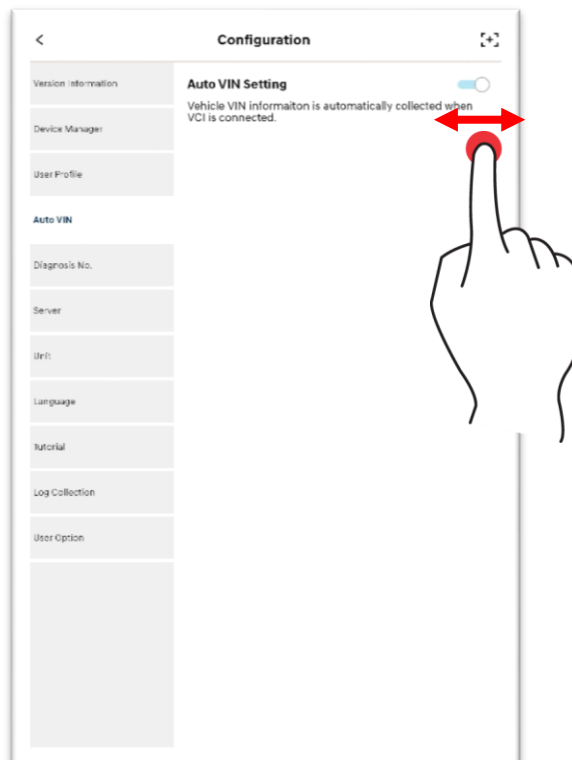 Configuration
Version Information
Device Manager
User Profile
Auto VIN
Diagnosis No.
Server
Unit
Language
Tutorial
Log Collection
User Option
Auto VIN Setting
Vehicle VIN informaiton is automatically collected when
VCI is connected.